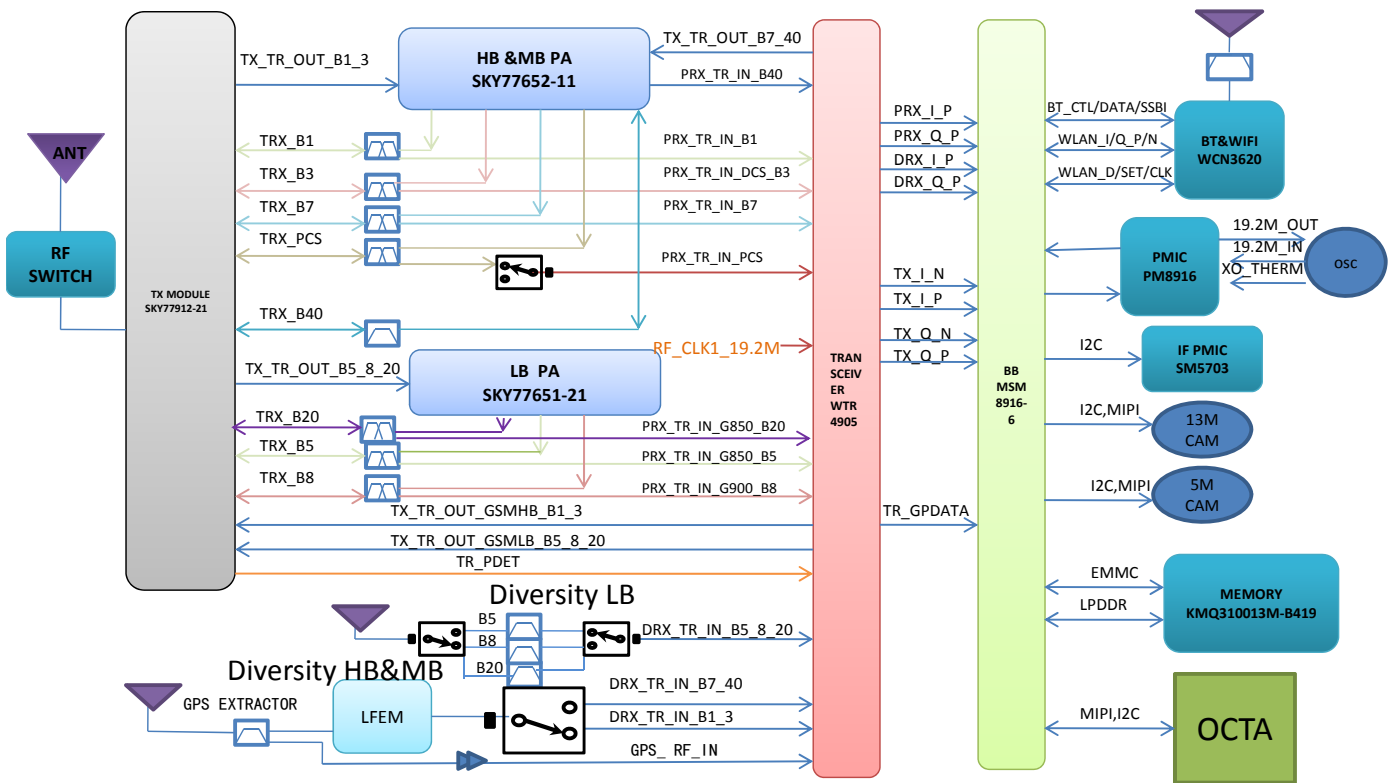 TX_TR_OUT_B1_3
HB &MB PA
SKY77652-11
TX_TR_OUT_B7_40
PRX_TR_IN_B40
ANT
RF
SWITCH
TX MODULE
SKY77912-21
TRX_B1
PRX_TR_IN_B1
TRX_B3
PRX_TR_IN_DCS_B3
TRX_B7
PRX_TR_IN_B7
TRX_PCS
PRX_TR_IN_PCS
TRX_B40
RF_CLK1_19.2M
TX_TR_OUT_B5_8_20
LB PA
SKY77651-21
TRX_B20
PRX_TR_IN_G850_B20
TRX_B5
PRX_TR_IN_G850_B5
TRX_B8
PRX_TR_IN_G900_B8
TX_TR_OUT_GSMHB_B1_3
TX_TR_OUT_GSMLB_B5_8_20
TR_PDET
Diversity LB
B5
B8
B20
DRX_TR_IN_B5_8_20
Diversity HB&MB
GPS EXTRACTOR
LFEM
DRX_TR_IN_B7_40
DRX_TR_IN_B1_3
GPS_ RF_IN
TRAN
SCEIV
ER
WTR
4905
PRX_I_P
PRX_Q_P
DRX_I_P
DRX_Q_P
TX_I_N
TX_I_P
TX_Q_N
TX_Q_P
TR_GPDATA
BB
MSM
8916-
6
BT_CTL/DATA/SSBI
WLAN_I/Q_P/N
WLAN_D/SET/CLK
BT&WIFI
WCN3620
PMIC
PM8916
19.2M_OUT
19.2M_IN
XO_THERM
OSC
I2C
IF PMIC
SM5703
I2C,MIPI
13M
CAM
I2C,MIPI
5M
CAM
EMMC
LPDDR
MEMORY
KMQ310013M-B419
MIPI,I2C
OCTA